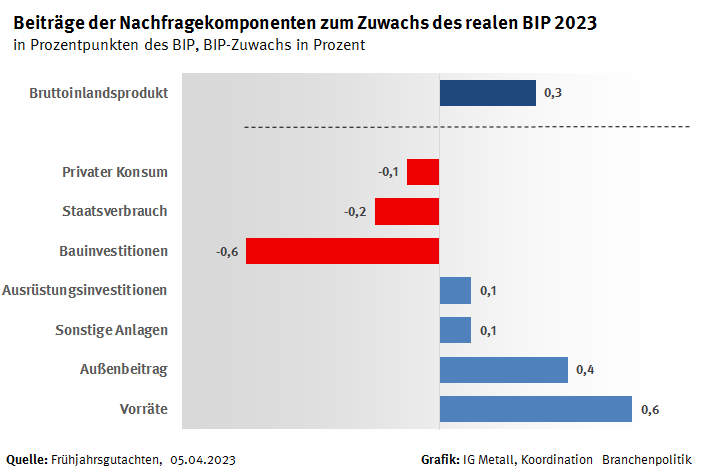 Beiträge der Nachfragekomponenten zum Zuwachs des realen BIP 2023
in Prozentpunkten des BIP, BIP-Zuwachs in Prozent
Bruttoinlandsprodukt 0,3
Privater Konsum -0,1
Staatsverbrauch -0,2
Bauinvestitionen -0,6
Ausrüstungsinvestitionen 0,1
Sonstige Anlagen 0,1
Außenbeitrag 0,4
Vorräte 0,6
Quelle: Frühjahrsgutachten, 05.04.2023 Grafik: IG Metall, Koordination Branchenpolitik